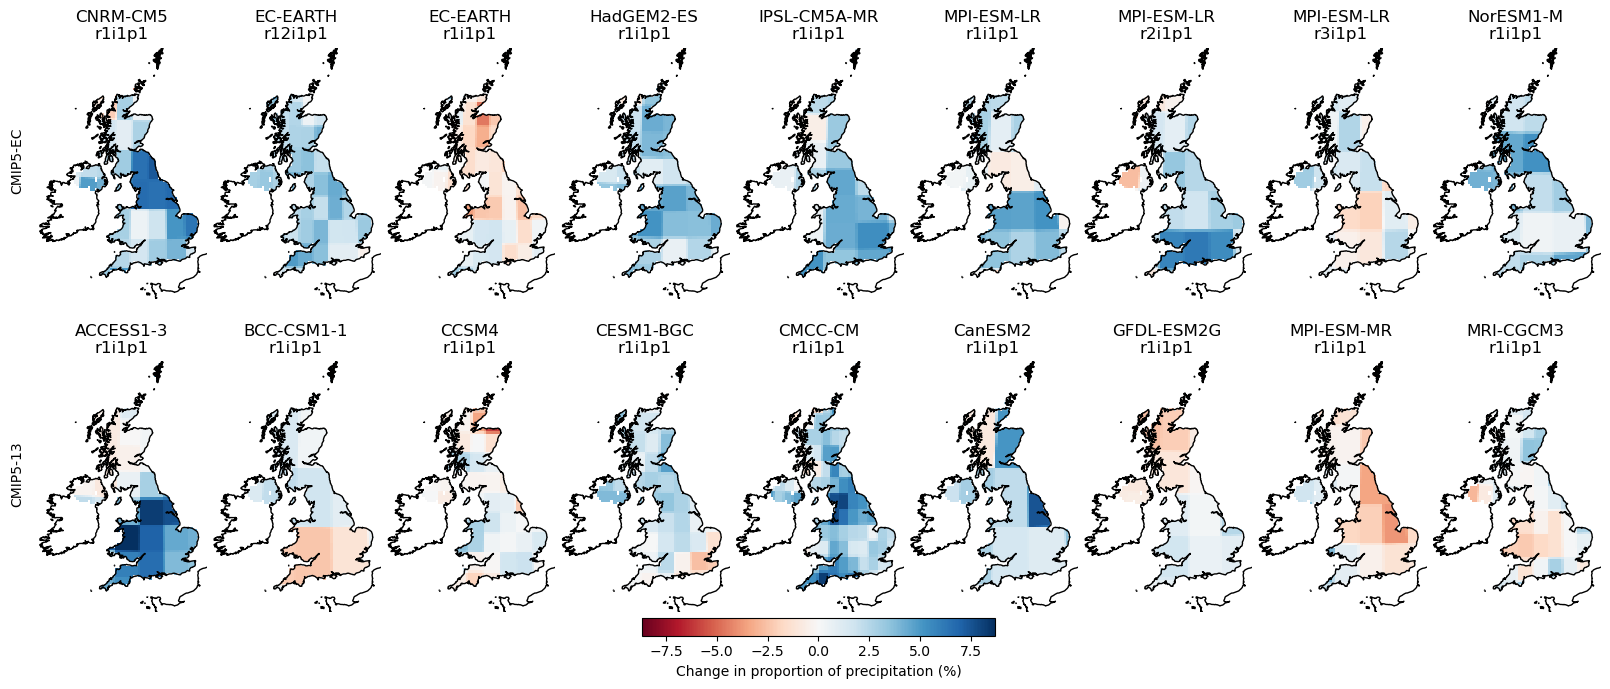 CNRM-CM5 EC-EARTH EC-EARTH HadGEM2-ES IPSL-CM5A-MR MPI-ESM-LR MPI-ESM-LR MPI-ESM-LR NorESM1-M
r1i1p1 r12i1p1 r1i1p1 r1i1p1 r1i1p1 r1i1p1 r2i1p1 r3i1p1 r1i1p1
CMIP5-EC
ACCESS1-3 BCC-CSM1-1 CCSM4 CESM1-BGC CMCC-CM CanESM2 GFDL-ESM2G MPI-ESM-MR MRI-CGCM3
r1i1p1 r1i1p1 r1i1p1 r1i1p1 r1i1p1 r1i1p1 r1i1p1 r1i1p1 r1i1p1
CMIP5-13
−7.5 −5.0 −2.5 0.0 2.5 5.0 7.5
Change in proportion of precipitation (%)